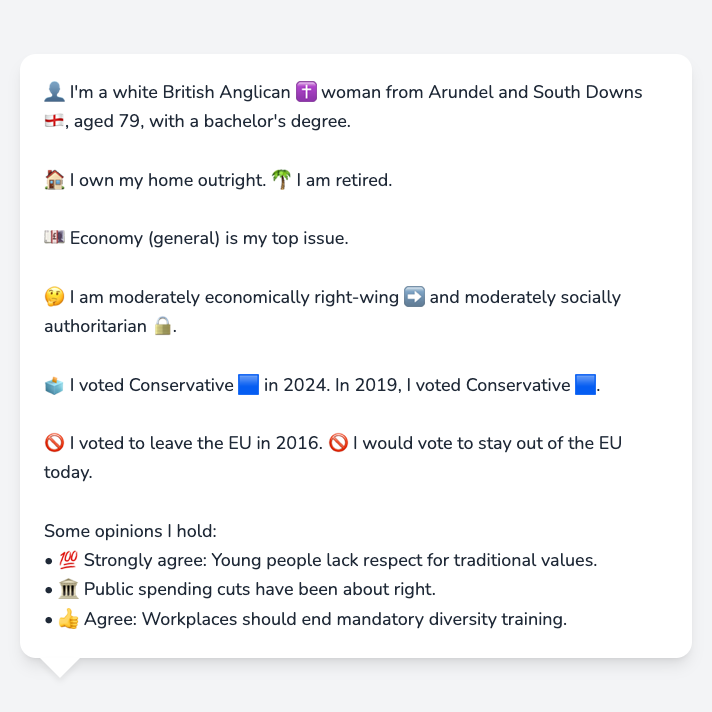 👤 I'm a white British Anglican ✝️ woman from Arundel and South Downs
🏴󠁧󠁢󠁥󠁮󠁧󠁿, aged 79, with a bachelor's degree.
🏠 I own my home outright. 🌴 I am retired.
💷 Economy (general) is my top issue.
🤔 I am moderately economically right-wing ➡️ and moderately socially
authoritarian 🔒.
🗳️ I voted Conservative 🟦 in 2024. In 2019, I voted Conservative 🟦.
🚫 I voted to leave the EU in 2016. 🚫 I would vote to stay out of the EU
today.
Some opinions I hold:
• 💯 Strongly agree: Young people lack respect for traditional values.
• 🏛️ Public spending cuts have been about right.
• 👍 Agree: Workplaces should end mandatory diversity training.